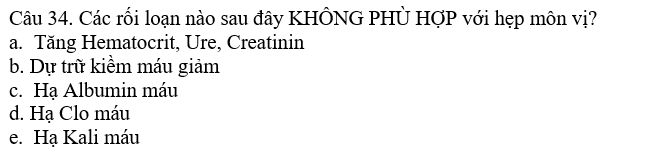 Câu 34. Các rối loạn nào sau đây KHÔNG PHÙ HỢP với hẹp môn vị?
a. Tăng Hematocrit, Ure, Creatinin
b. Dự trữ kiềm máu giảm
c. Hạ Albumin máu
d. Hạ Clo máu
e. Hạ Kali máu